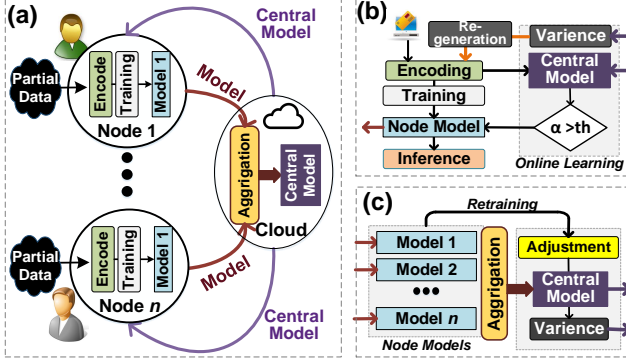 (a)
Central
Model
Partial
Data
Encode
Training
Model 1
Node 1
Model
Aggrigation
Central
Model
Cloud
Partial
Data
Encode
Training
Model 1
Node n
Model
Central
Model
(b)
Re-
generation
Varience
Encoding
Central
Model
Training
Node Model
α >th
Inference
Online Learning
(c)
Retraining
Model 1
Model 2
Model n
Aggrigation
Adjustment
Central
Model
Varience
Node Models